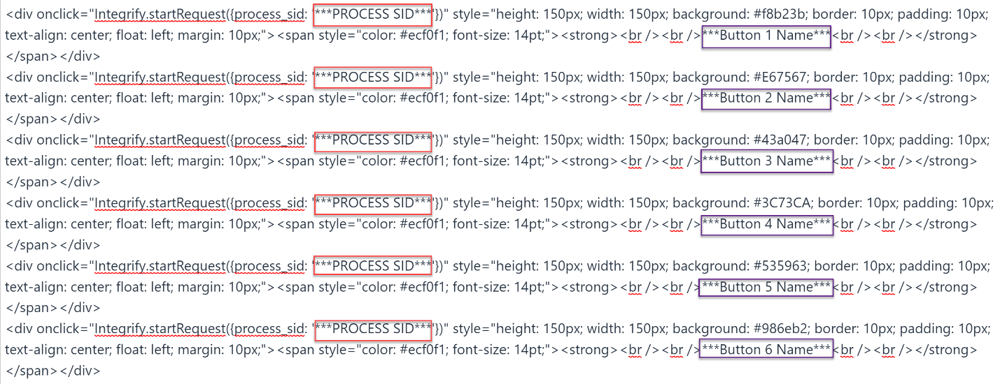 <div onclick="Integrify.startRequest({process_sid: '***PROCESS SID***'})" style="height: 150px; width: 150px; background: #f8b23b; border: 10px; padding: 10px;
text-align: center; float: left; margin: 10px;"><span style="color: #ecf0f1; font-size: 14pt;"><strong><br /><br />***Button 1 Name***<br /><br /></strong>
</span></div>
<div onclick="Integrify.startRequest({process_sid: '***PROCESS SID***'})" style="height: 150px; width: 150px; background: #E67567; border: 10px; padding: 10px;
text-align: center; float: left; margin: 10px;"><span style="color: #ecf0f1; font-size: 14pt;"><strong><br /><br />***Button 2 Name***<br /><br /></strong>
</span></div>
<div onclick="Integrify.startRequest({process_sid: '***PROCESS SID***'})" style="height: 150px; width: 150px; background: #43a047; border: 10px; padding: 10px;
text-align: center; float: left; margin: 10px;"><span style="color: #ecf0f1; font-size: 14pt;"><strong><br /><br />***Button 3 Name***<br /><br /></strong>
</span></div>
<div onclick="Integrify.startRequest({process_sid: '***PROCESS SID***'})" style="height: 150px; width: 150px; background: #3C73CA; border: 10px; padding: 10px;
text-align: center; float: left; margin: 10px;"><span style="color: #ecf0f1; font-size: 14pt;"><strong><br /><br />***Button 4 Name***<br /><br /></strong>
</span></div>
<div onclick="Integrify.startRequest({process_sid: '***PROCESS SID***'})" style="height: 150px; width: 150px; background: #535963; border: 10px; padding: 10px;
text-align: center; float: left; margin: 10px;"><span style="color: #ecf0f1; font-size: 14pt;"><strong><br /><br />***Button 5 Name***<br /><br /></strong>
</span></div>
<div onclick="Integrify.startRequest({process_sid: '***PROCESS SID***'})" style="height: 150px; width: 150px; background: #986eb2; border: 10px; padding: 10px;
text-align: center; float: left; margin: 10px;"><span style="color: #ecf0f1; font-size: 14pt;"><strong><br /><br />***Button 6 Name***<br /><br /></strong>
</span></div>